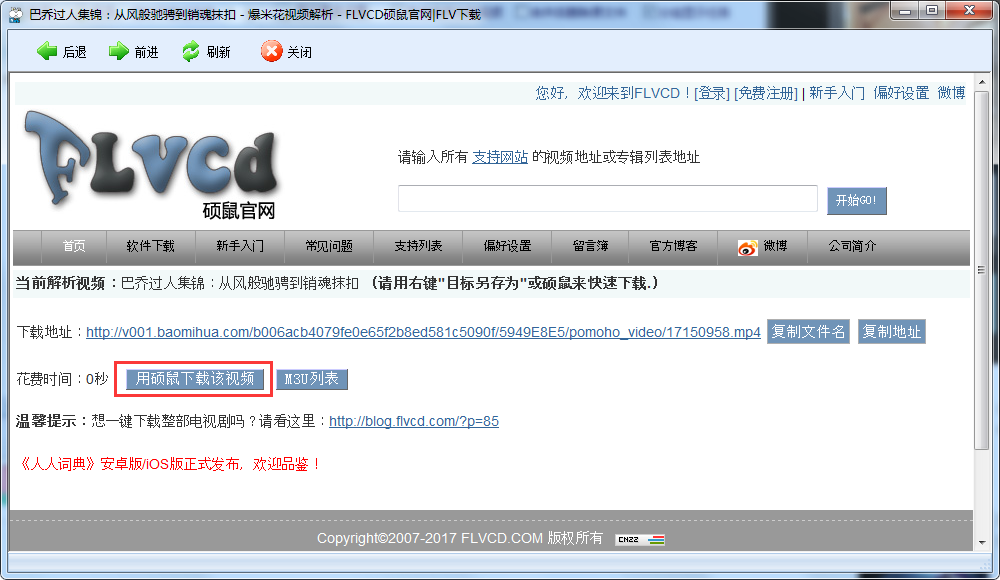 巴乔过人集锦：从风般驰骋到销魂抹扣 - 爆米花视频解析 - FLVCD硕鼠官网|FLV下载
后退 前进 刷新 关闭
您好，欢迎来到FLVCD！[登录] [免费注册] | 新手入门 偏好设置 微博
FLVCD
硕鼠官网
请输入所有 支持网站 的视频地址或专辑列表地址
开始GO!
首页 软件下载 新手入门 常见问题 支持列表 偏好设置 留言簿 官方博客 微博 公司简介
当前解析视频：巴乔过人集锦：从风般驰骋到销魂抹扣 （请用右键"目标另存为"或硕鼠来快速下载.）
下载地址：http://v001.baomihua.com/b006acb4079fe0e65f2b8ed581c5090f/5949E8E5/pomoho_video/17150958.mp4 复制文件名 复制地址
花费时间：0秒 用硕鼠下载该视频 M3U列表
温馨提示：想一键下载整部电视剧吗？请看这里：http://blog.flvcd.com/?p=85
《人人词典》安卓版/iOS版正式发布，欢迎品鉴！
Copyright©2007-2017 FLVCD.COM 版权所有 CNZZ